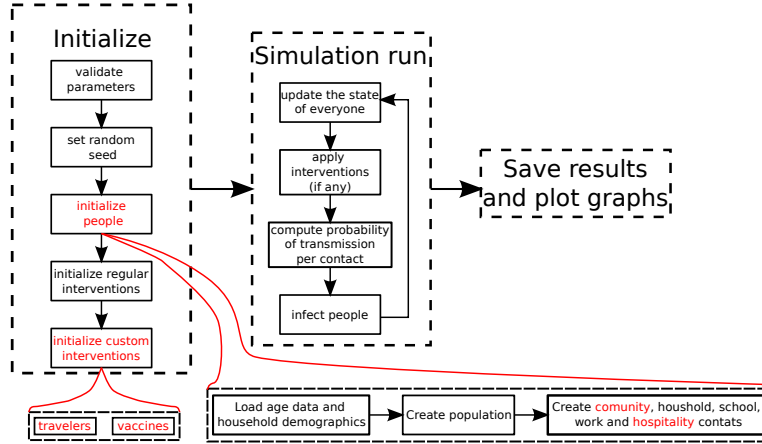 Initialize
validate
parameters
set random
seed
initialize
people
initialize regular
interventions
initialize custom
interventions
travelers
vaccines
Simulation run
update the state
of everyone
apply
interventions
(if any)
compute probability
of transmission
per contact
infect people
Save results
and plot graphs
Load age data and
household demographics
Create population
Create comunity, houshold, school,
work and hospitality contats